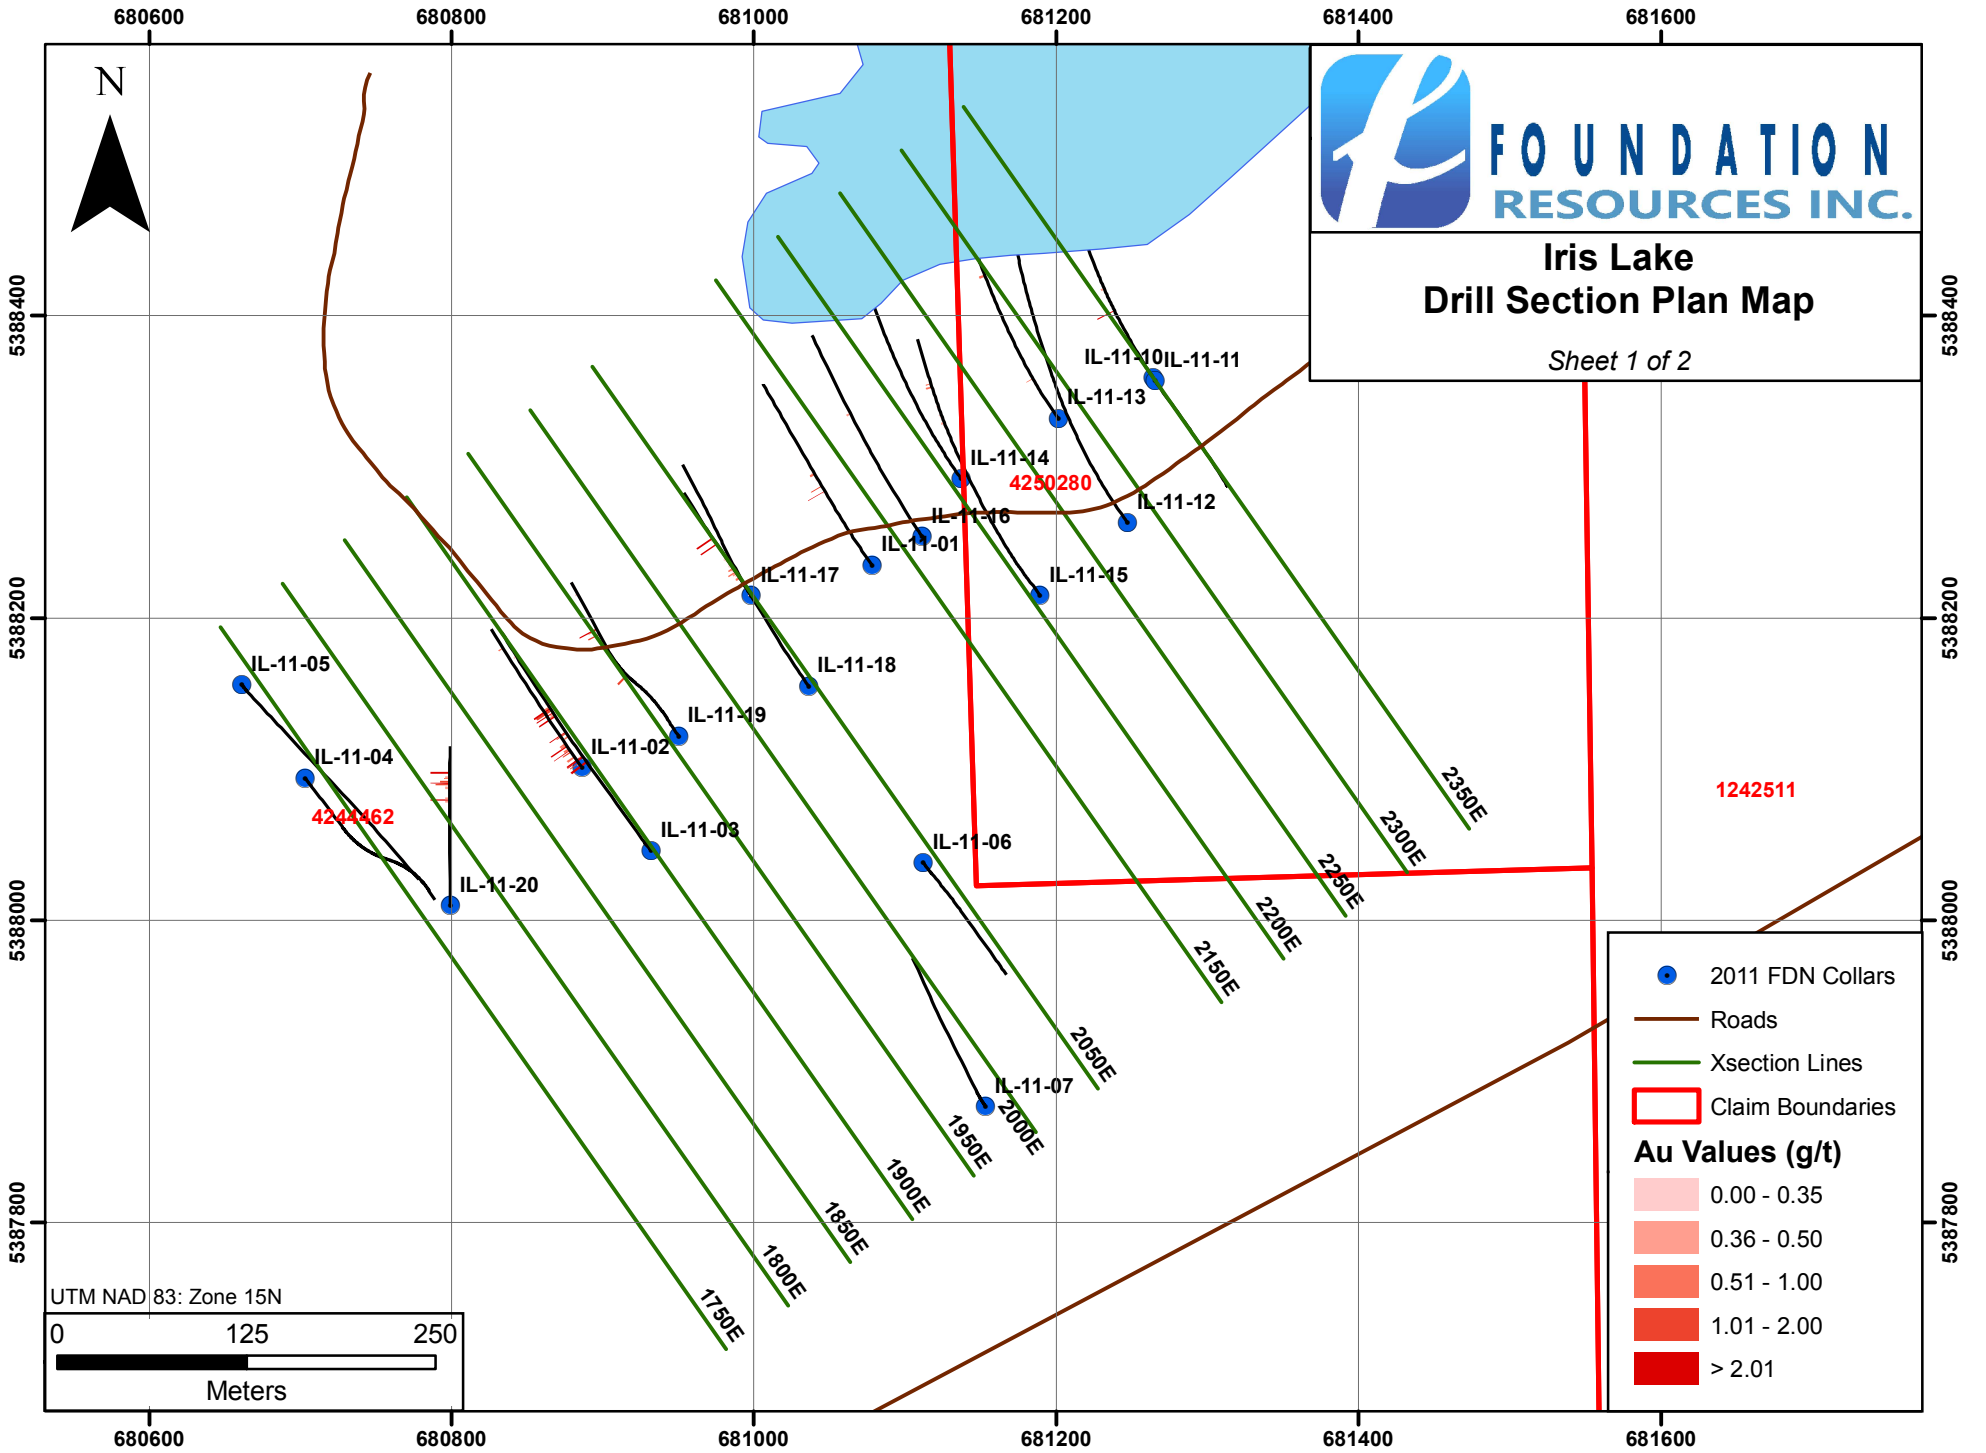 680600 680800 681000 681200 681400 681600
N
FOUNDATION
RESOURCES INC.
Iris Lake
Drill Section Plan Map
Sheet 1 of 2
5388400
5388400
IL-11-10
IL-11-11
IL-11-13
IL-11-14
4250280
IL-11-12
IL-11-16
IL-11-01
IL-11-17
IL-11-15
5388200
5388200
IL-11-05
IL-11-18
IL-11-19
IL-11-02
IL-11-04
4244462
IL-11-03
IL-11-06
IL-11-20
1242511
2350E
2300E
2250E
2200E
2150E
2050E
2000E
1950E
1900E
1850E
1800E
1750E
5388000
5388000
IL-11-07
2011 FDN Collars
Roads
Xsection Lines
Claim Boundaries
Au Values (g/t)
0.00 - 0.35
0.36 - 0.50
0.51 - 1.00
1.01 - 2.00
> 2.01
5387800
5387800
UTM NAD 83: Zone 15N
0 125 250
Meters
680600 680800 681000 681200 681400 681600